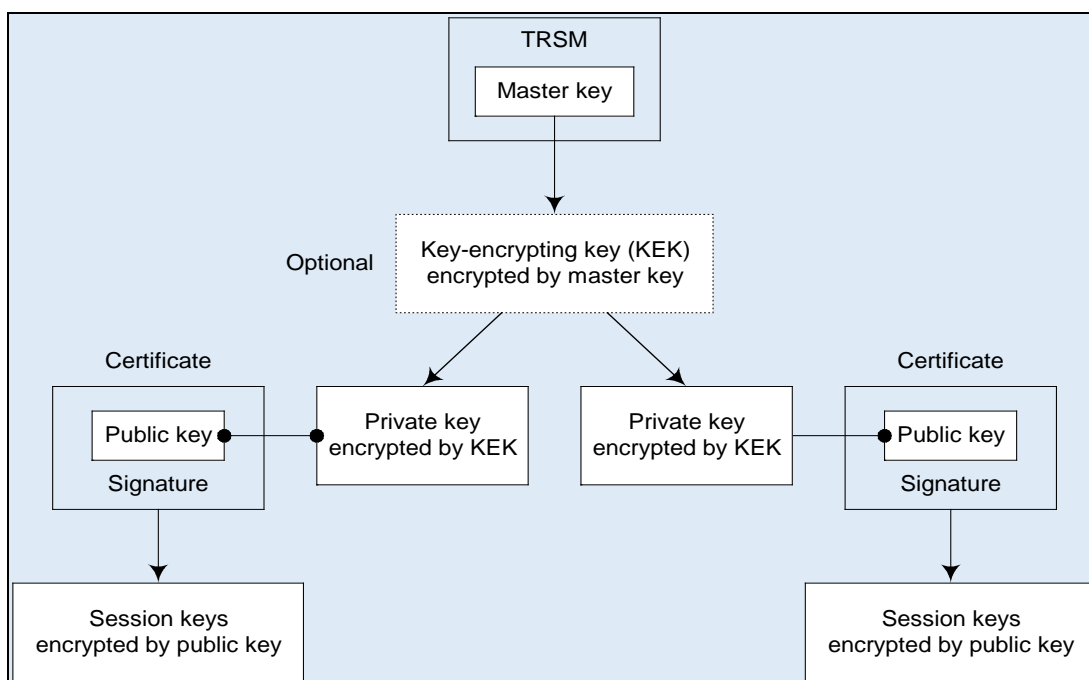 TRSM
Master key
Optional
Key-encrypting key (KEK)
encrypted by master key
Certificate
Public key
Signature
Private key
encrypted by KEK
Private key
encrypted by KEK
Certificate
Public key
Signature
Session keys
encrypted by public key
Session keys
encrypted by public key